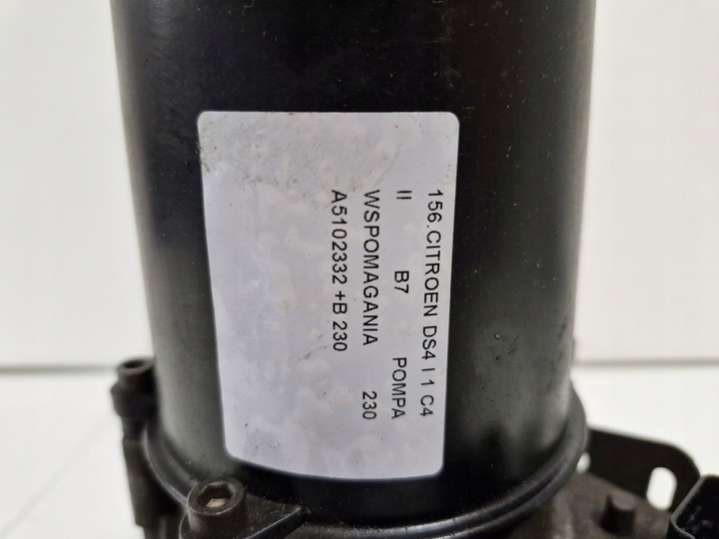 156.CITROEN DS4 I 1 C4
II B7 POMPA
WSPOMAGANIA 230
A5102332 +B 230